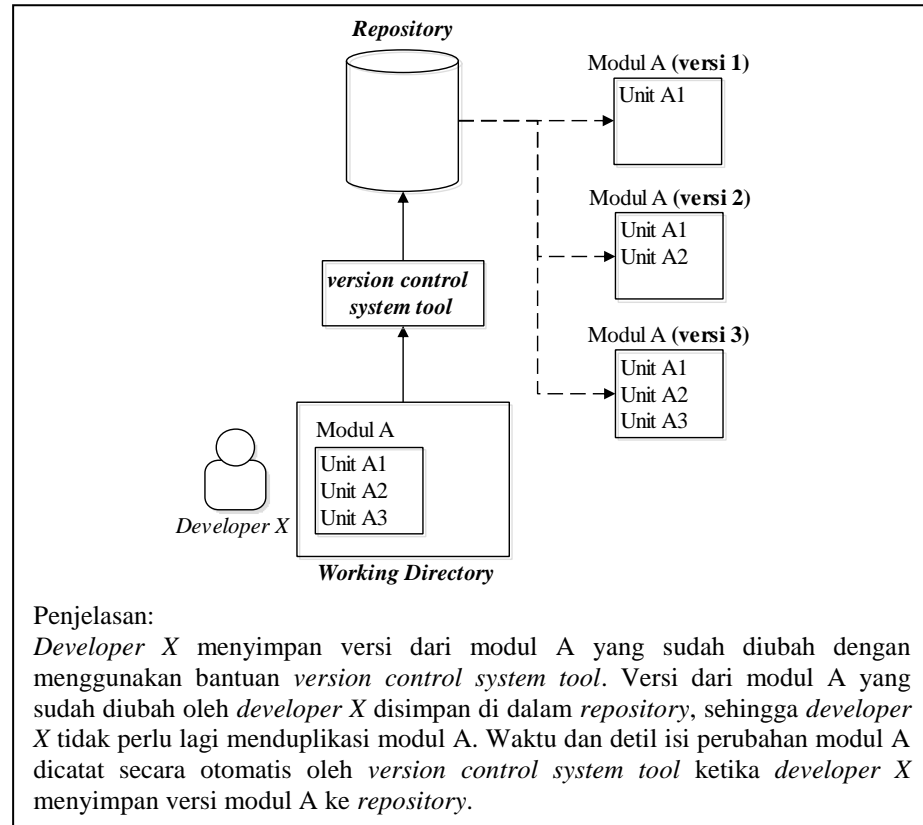 Repository
Modul A (versi 1)
Unit A1
Modul A (versi 2)
Unit A1
Unit A2
version control
system tool
Modul A (versi 3)
Unit A1
Unit A2
Unit A3
Modul A
Unit A1
Unit A2
Unit A3
Developer X
Working Directory
Penjelasan:
Developer X menyimpan versi dari modul A yang sudah diubah dengan
menggunakan bantuan version control system tool. Versi dari modul A yang
sudah diubah oleh developer X disimpan di dalam repository, sehingga developer
X tidak perlu lagi menduplikasi modul A. Waktu dan detil isi perubahan modul A
dicatat secara otomatis oleh version control system tool ketika developer X
menyimpan versi modul A ke repository.